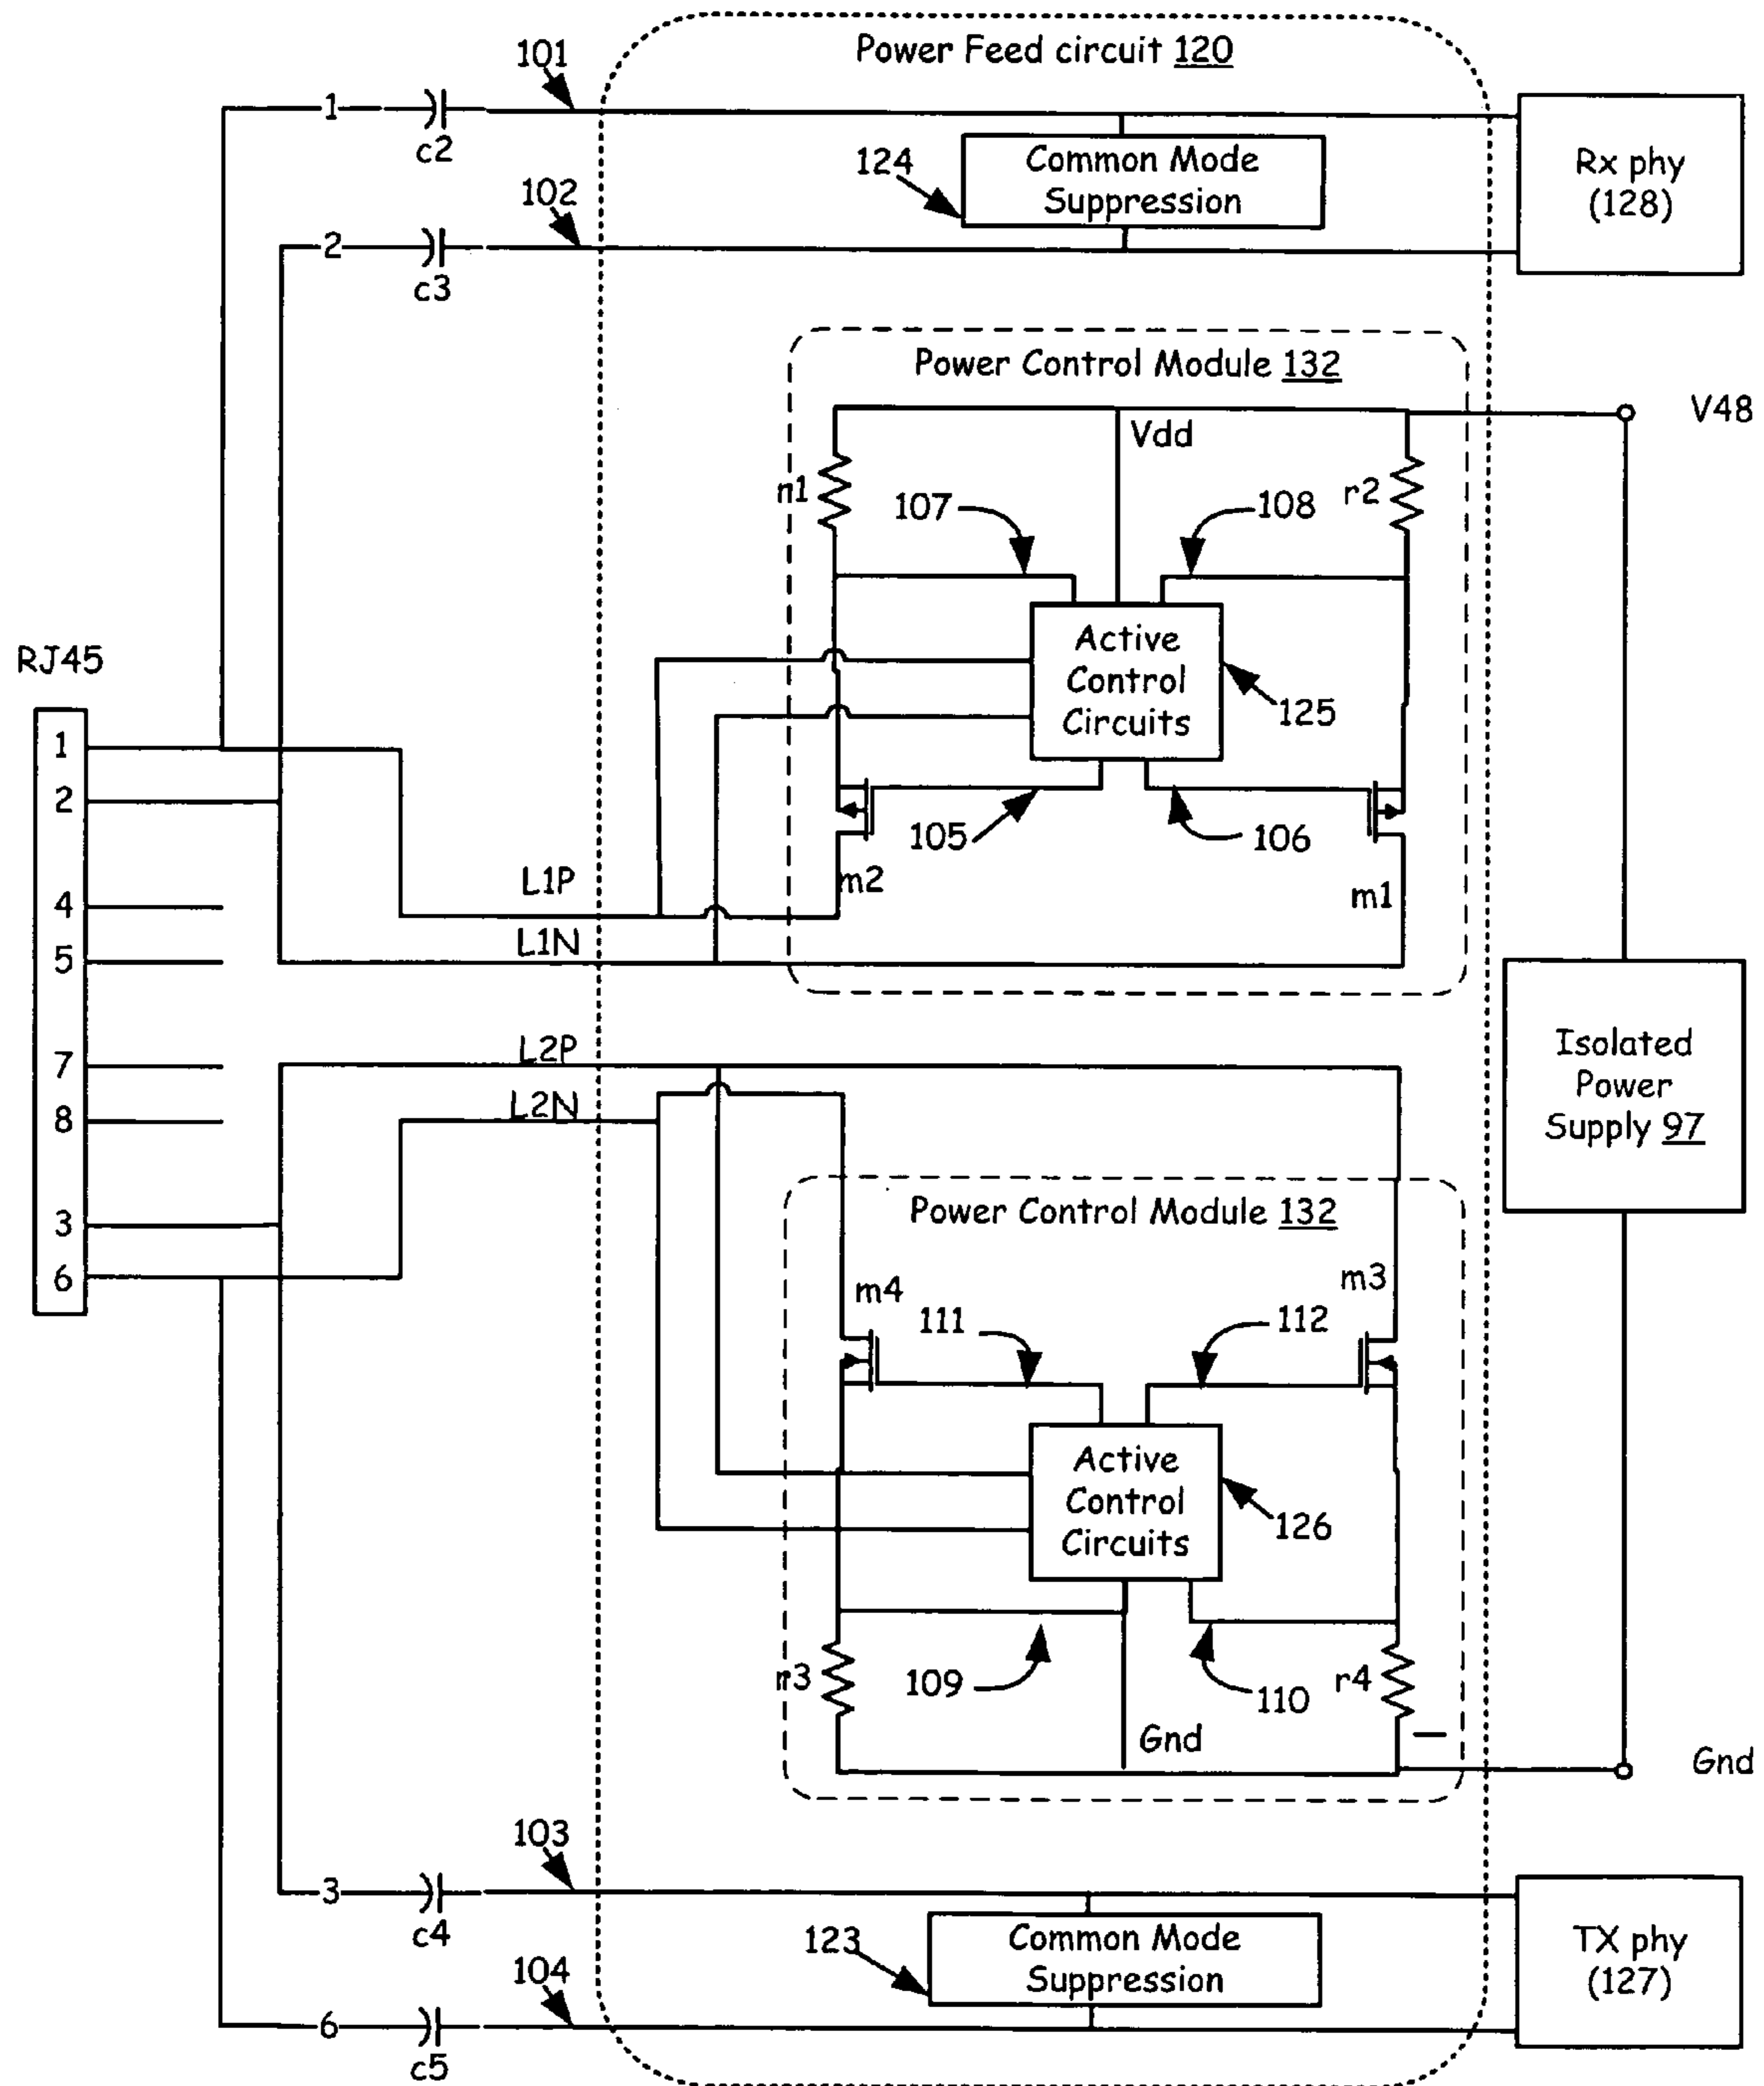 Power Feed circuit 120
101
1
c2
Common Mode
Suppression
124
Rx phy
(128)
102
2
c3
Power Control Module 132
V48
Vdd
r1
r2
107
108
RJ45
Active
Control
Circuits
125
1
2
105
106
m2
m1
L1P
4
L1N
5
Isolated
Power
Supply 97
L2P
7
L2N
8
Power Control Module 132
3
6
m4
m3
111
112
Active
Control
Circuits
126
r3
109
110
r4
Gnd
Gnd
103
3
c4
Common Mode
Suppression
123
TX phy
(127)
104
6
c5